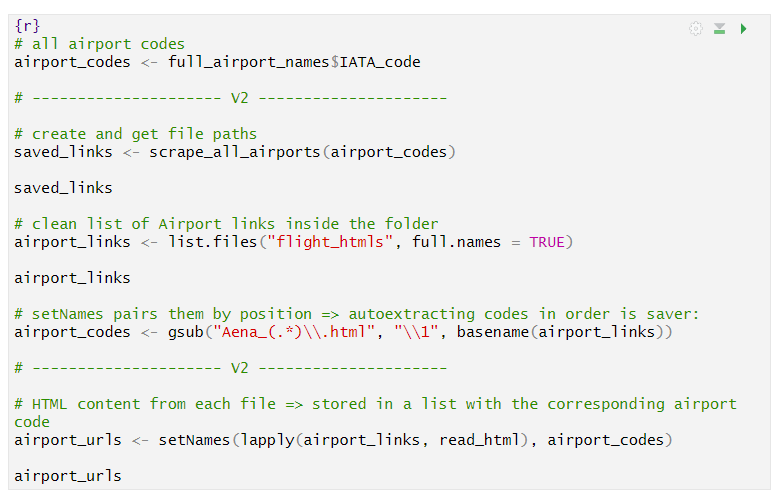 {r}
# all airport codes
airport_codes <- full_airport_names$IATA_code
# --------------------- V2 ---------------------
# create and get file paths
saved_links <- scrape_all_airports(airport_codes)
saved_links
# clean list of Airport links inside the folder
airport_links <- list.files("flight_htmls", full.names = TRUE)
airport_links
# setNames pairs them by position => autoextracting codes in order is saver:
airport_codes <- gsub("Aena_(.*)\\.html", "\\1", basename(airport_links))
# --------------------- V2 ---------------------
# HTML content from each file => stored in a list with the corresponding airport
code
airport_urls <- setNames(lapply(airport_links, read_html), airport_codes)
airport_urls